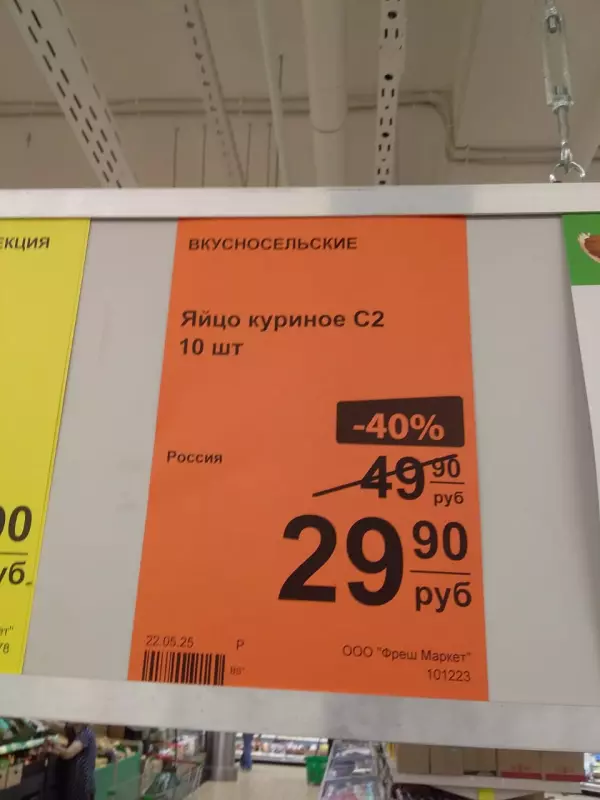 ВКУСНОСЕЛЬСКИЕ
Яйцо куриное С2
10 шт
-40%
Россия
49 90
руб
29 90
руб
22.05.25 Р
ООО "Фреш Маркет"
101223
90